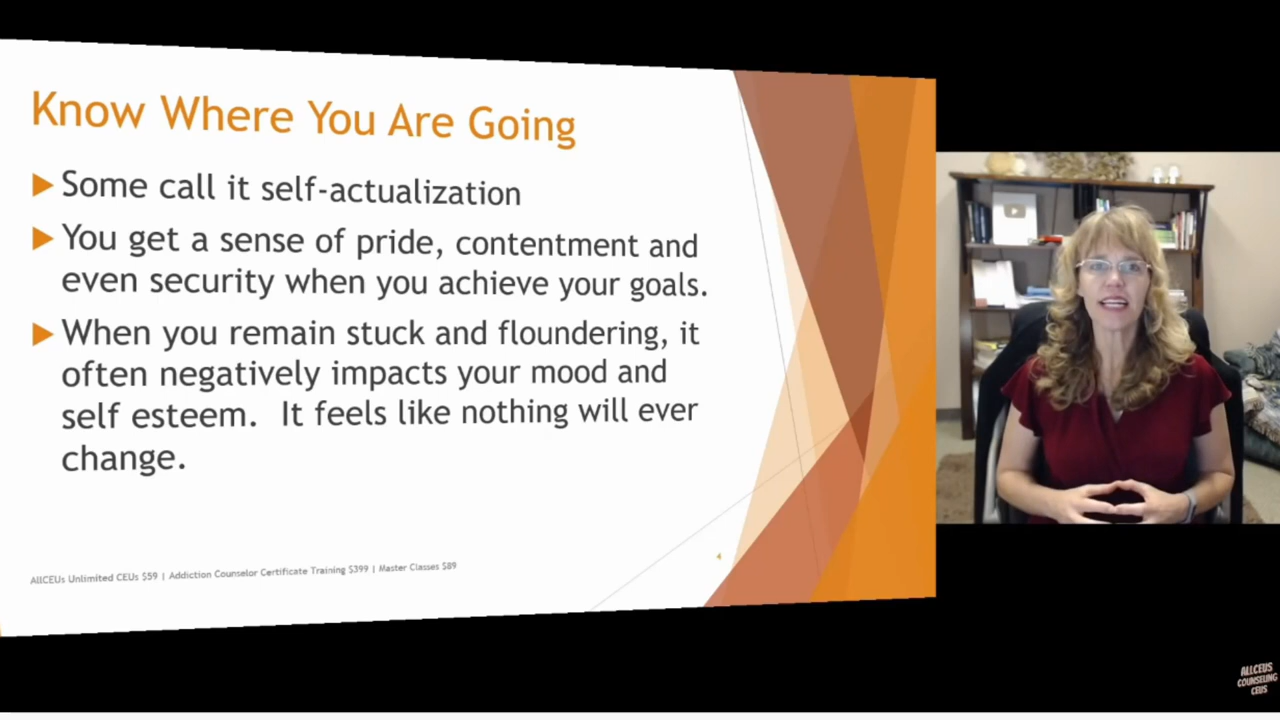 Know Where You Are Going
Some call it self-actualization
You get a sense of pride, contentment and
even security when you achieve your goals.
When you remain stuck and floundering, it
often negatively impacts your mood and
self esteem.  It feels like nothing will ever
change.
4
AllCEUs Unlimited CEUs $59 | Addiction Counselor Certificate Training $399 | Master Classes $89
ALLCEUS
COUNSELING
CEUS